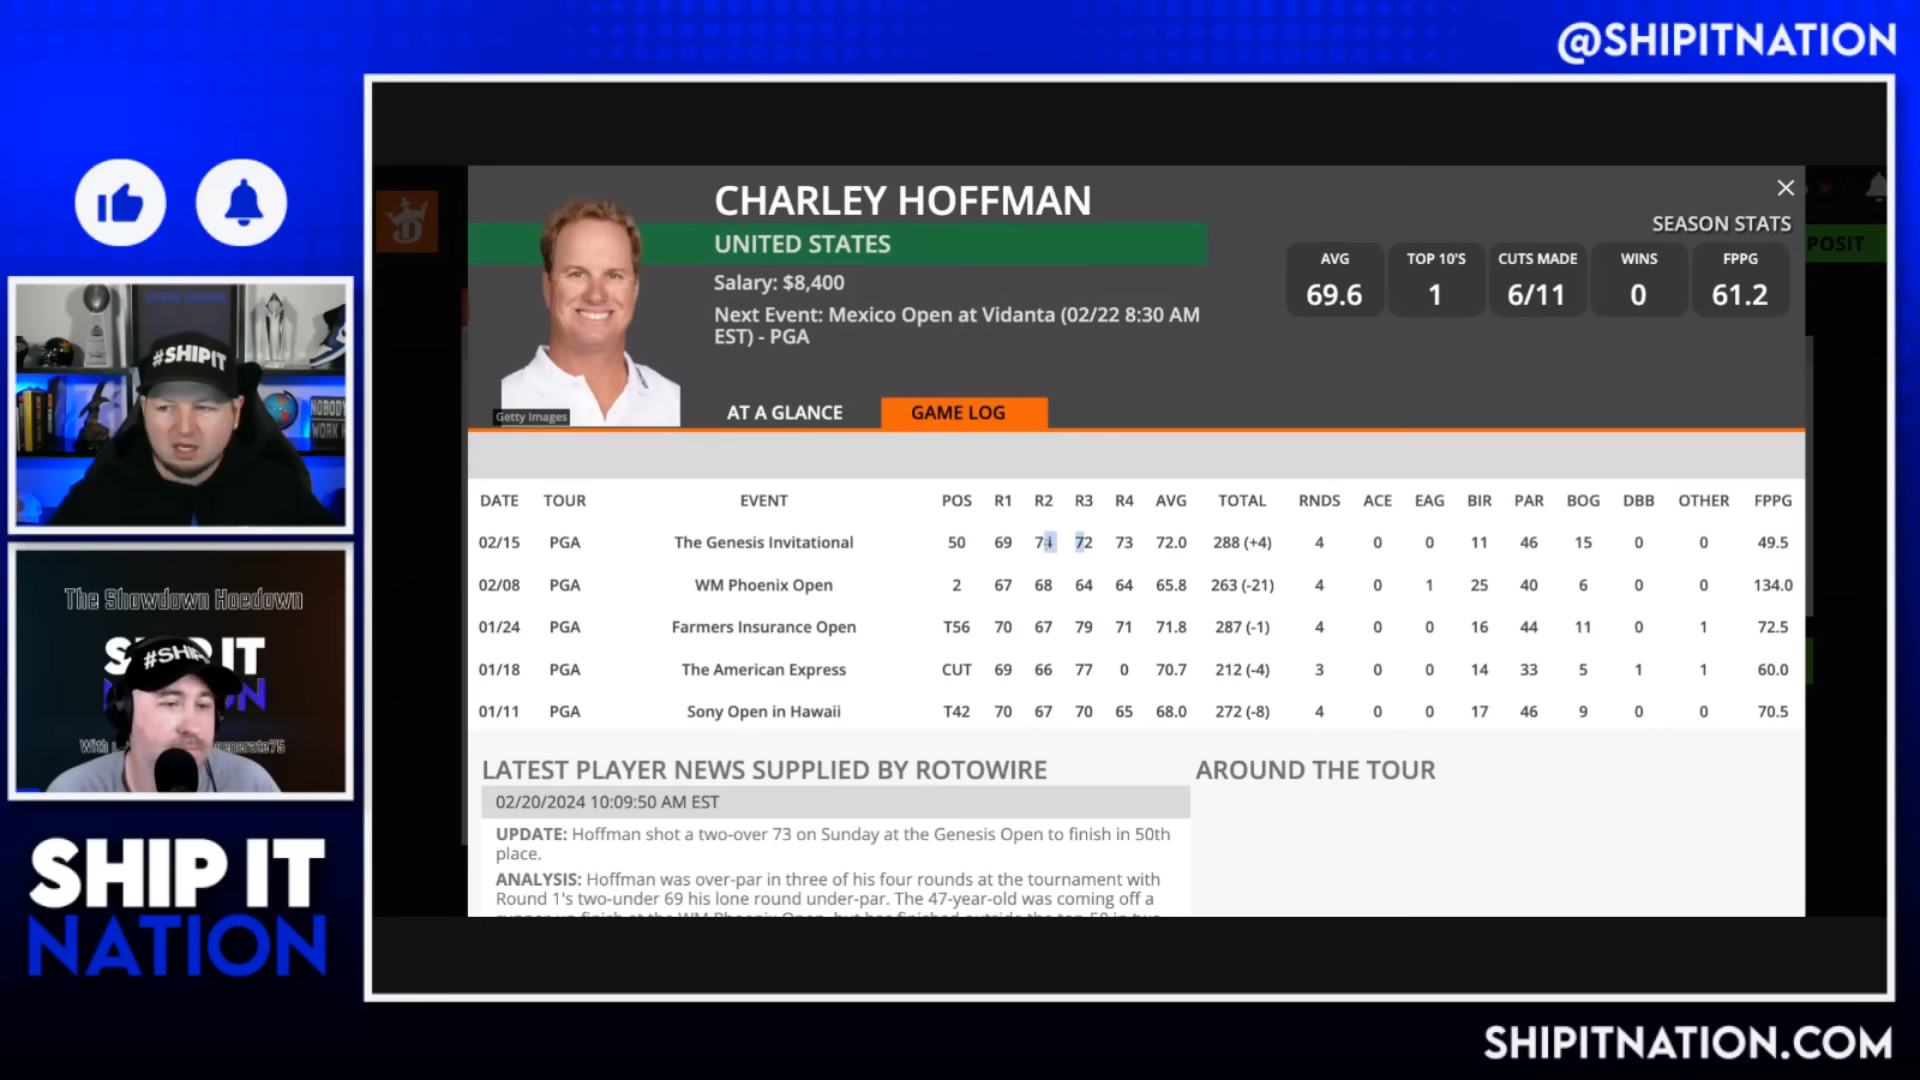 @SHIPITNATION
CHARLEY HOFFMAN
UNITED STATES
Salary: $8,400
Next Event: Mexico Open at Vidanta (02/22 8:30 AM
EST) - PGA
Getty Images
AT A GLANCE
GAME LOG
SEASON STATS
AVG TOP 10'S CUTS MADE WINS FPPG
69.6 1 6/11 0 61.2
POSIT
DATE TOUR EVENT POS R1 R2 R3 R4 AVG TOTAL RNDS ACE EAG BIR PAR BOG DBB OTHER FPPG
02/15 PGA The Genesis Invitational 50 69 74 72 73 72.0 288 (+4) 4 0 0 11 46 15 0 0 49.5
02/08 PGA WM Phoenix Open 2 67 68 64 64 65.8 263 (-21) 4 0 1 25 40 6 0 0 134.0
01/24 PGA Farmers Insurance Open T56 70 67 79 71 71.8 287 (-1) 4 0 0 16 44 11 0 1 72.5
01/18 PGA The American Express CUT 69 66 77 0 70.7 212 (-4) 3 0 0 14 33 5 1 1 60.0
01/11 PGA Sony Open in Hawaii T42 70 67 70 65 68.0 272 (-8) 4 0 0 17 46 9 0 0 70.5
LATEST PLAYER NEWS SUPPLIED BY ROTOWIRE
AROUND THE TOUR
02/20/2024 10:09:50 AM EST
UPDATE: Hoffman shot a two-over 73 on Sunday at the Genesis Open to finish in 50th
place.
ANALYSIS: Hoffman was over-par in three of his four rounds at the tournament with
Round 1's two-under 69 his lone round under-par. The 47-year-old was coming off a
#SHIPIT
NOBODY
WORK
The Showdown Hoedown
SHIP IT
#SHIP
With
enerate75
SHIP IT
NATION
SHIPITNATION.COM